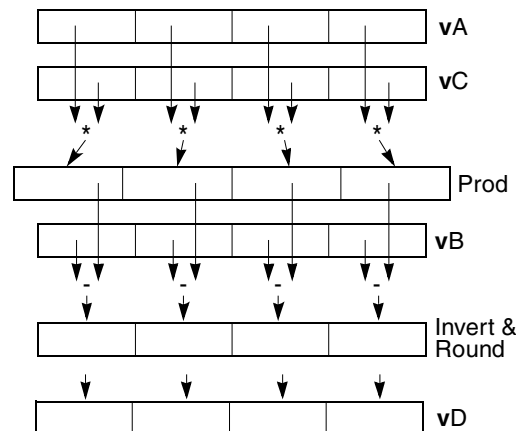 vA
vC
* * * *
Prod
vB
- - - -
Invert &
Round
vD